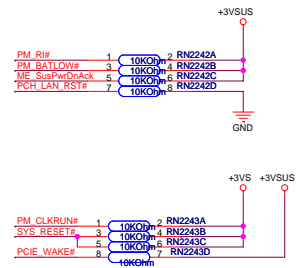 +3VSUS
PM_RI# 1 10KOhm 2 RN2242A
PM_BATLOW# 3 10KOhm 4 RN2242B
ME_SusPwrDnAck 5 10KOhm 6 RN2242C
PCH_LAN_RST# 7 10KOhm 8 RN2242D
GND
+3VS +3VSUS
PM_CLKRUN# 1 10KOhm 2 RN2243A
SYS_RESET# 3 10KOhm 4 RN2243B
5 10KOhm 6 RN2243C
PCIE_WAKE# 8 10KOhm 7 RN2243D